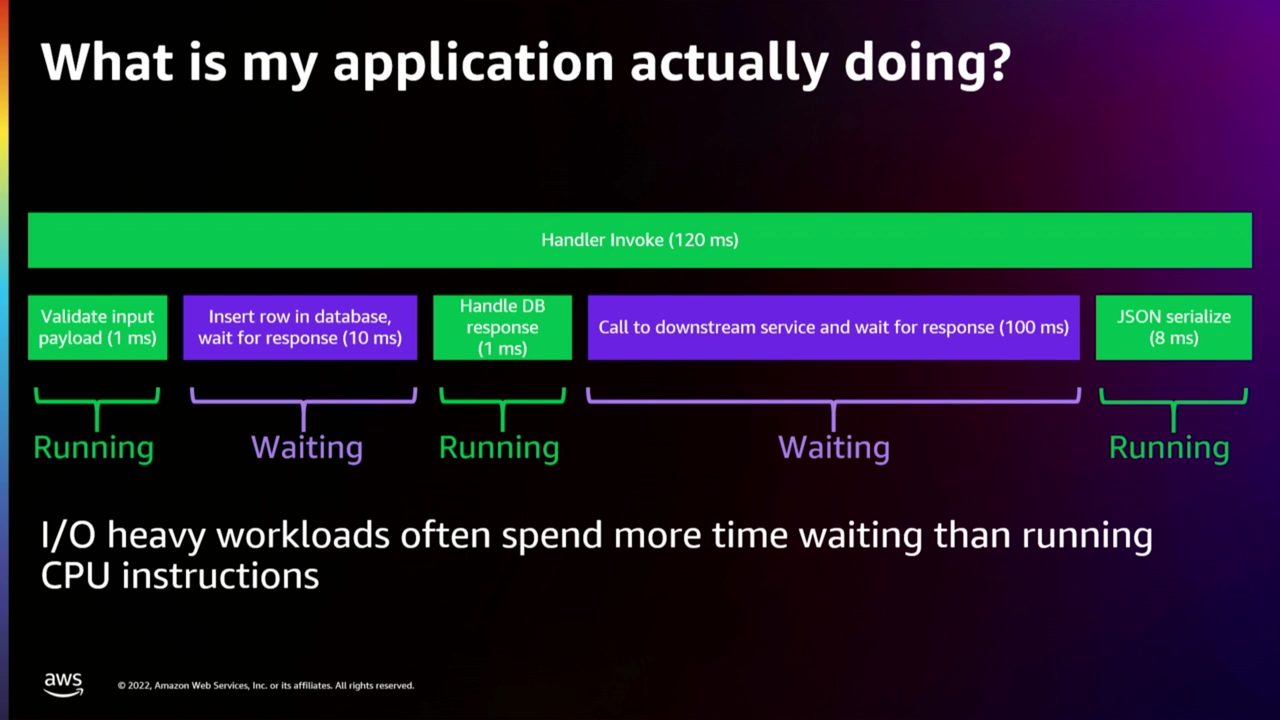 What is my application actually doing?
Handler Invoke (120 ms)
Validate input
payload (1 ms)
Insert row in database,
wait for response (10 ms)
Handle DB
response
(1 ms)
Call to downstream service and wait for response (100 ms)
JSON serialize
(8 ms)
Running
Waiting
Running
Waiting
Running
I/O heavy workloads often spend more time waiting than running
CPU instructions
aws
© 2022, Amazon Web Services, Inc. or its affiliates. All rights reserved.